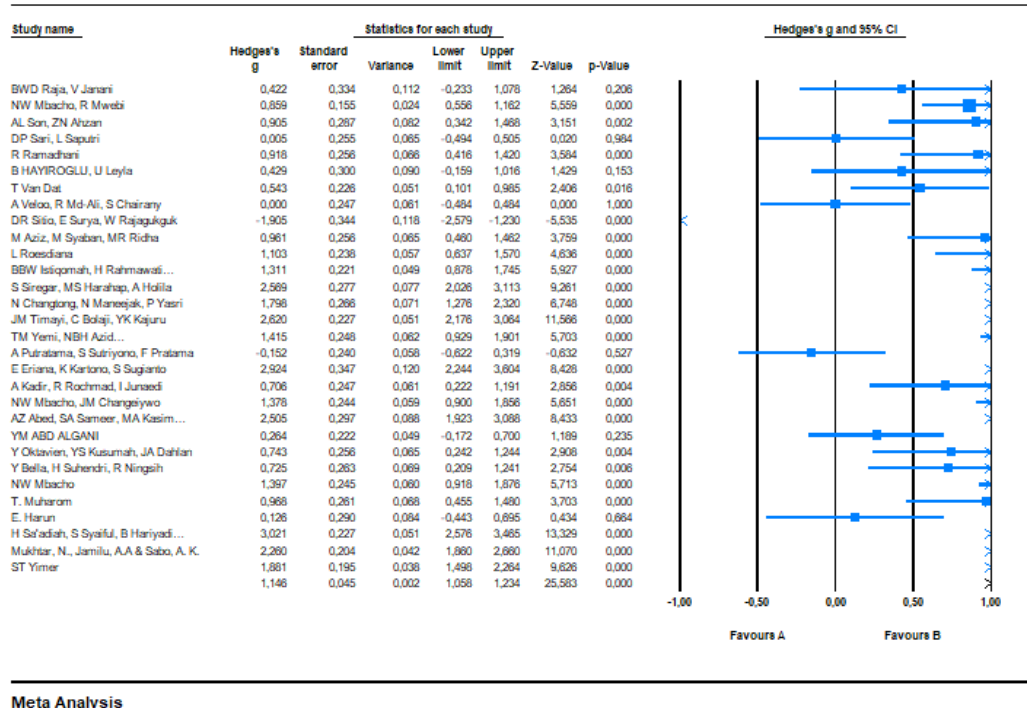 Study name Statistics for each study Hedges's g and 95% CI
Hedges's Standard Lower Upper
g error Variance limit limit Z-Value p-Value
BWD Raja, V Janani 0,422 0,334 0,112 -0,233 1,078 1,264 0,206
NW Mbacho, R Mwebi 0,859 0,155 0,024 0,556 1,162 5,559 0,000
AL Son, ZN Ahzan 0,905 0,287 0,082 0,342 1,468 3,151 0,002
DP Sari, L Saputri 0,005 0,255 0,065 -0,494 0,505 0,020 0,984
R Ramadhani 0,918 0,256 0,066 0,416 1,420 3,584 0,000
B HAYIROGLU, U Leyla 0,429 0,300 0,090 -0,159 1,016 1,429 0,153
T Van Dat 0,543 0,226 0,051 0,101 0,985 2,406 0,016
A Veloo, R Md-Ali, S Chairany 0,000 0,247 0,061 -0,484 0,484 0,000 1,000
DR Sitio, E Surya, W Rajagukguk -1,905 0,344 0,118 -2,579 -1,230 -5,535 0,000
M Aziz, M Syaban, MR Ridha 0,961 0,256 0,065 0,460 1,462 3,759 0,000
L Roesdiana 1,103 0,238 0,057 0,637 1,570 4,636 0,000
BBW Istiqomah, H Rahmawati... 1,311 0,221 0,049 0,878 1,745 5,927 0,000
S Siregar, MS Harahap, A Holila 2,569 0,277 0,077 2,026 3,113 9,261 0,000
N Changtong, N Maneejak, P Yasri 1,798 0,266 0,071 1,276 2,320 6,748 0,000
JM Timayi, C Bolaji, YK Kajuru 2,620 0,227 0,051 2,176 3,064 11,566 0,000
TM Yemi, NBH Azid... 1,415 0,248 0,062 0,929 1,901 5,703 0,000
A Putratama, S Sutriyono, F Pratama -0,152 0,240 0,058 -0,622 0,319 -0,632 0,527
E Eriana, K Kartono, S Sugianto 2,924 0,347 0,120 2,244 3,604 8,428 0,000
A Kadir, R Rochmad, I Junaedi 0,706 0,247 0,061 0,222 1,191 2,856 0,004
NW Mbacho, JM Changeiywo 1,378 0,244 0,059 0,900 1,856 5,651 0,000
AZ Abed, SA Sameer, MA Kasim... 2,505 0,297 0,088 1,923 3,088 8,433 0,000
YM ABD ALGANI 0,264 0,222 0,049 -0,172 0,700 1,189 0,235
Y Oktavien, YS Kusumah, JA Dahlan 0,743 0,256 0,065 0,242 1,244 2,908 0,004
Y Bella, H Suhendri, R Ningsih 0,725 0,263 0,069 0,209 1,241 2,754 0,006
NW Mbacho 1,397 0,245 0,060 0,918 1,876 5,713 0,000
T. Muharom 0,968 0,261 0,068 0,455 1,480 3,703 0,000
E. Harun 0,126 0,290 0,084 -0,443 0,695 0,434 0,664
H Sa'adiah, S Syaiful, B Hariyadi... 3,021 0,227 0,051 2,576 3,465 13,329 0,000
Mukhtar, N., Jamilu, A.A & Sabo, A. K. 2,260 0,204 0,042 1,860 2,660 11,070 0,000
ST Yimer 1,881 0,195 0,038 1,498 2,264 9,626 0,000
1,146 0,045 0,002 1,058 1,234 25,583 0,000
-1,00 -0,50 0,00 0,50 1,00
Favours A Favours B
Meta Analysis